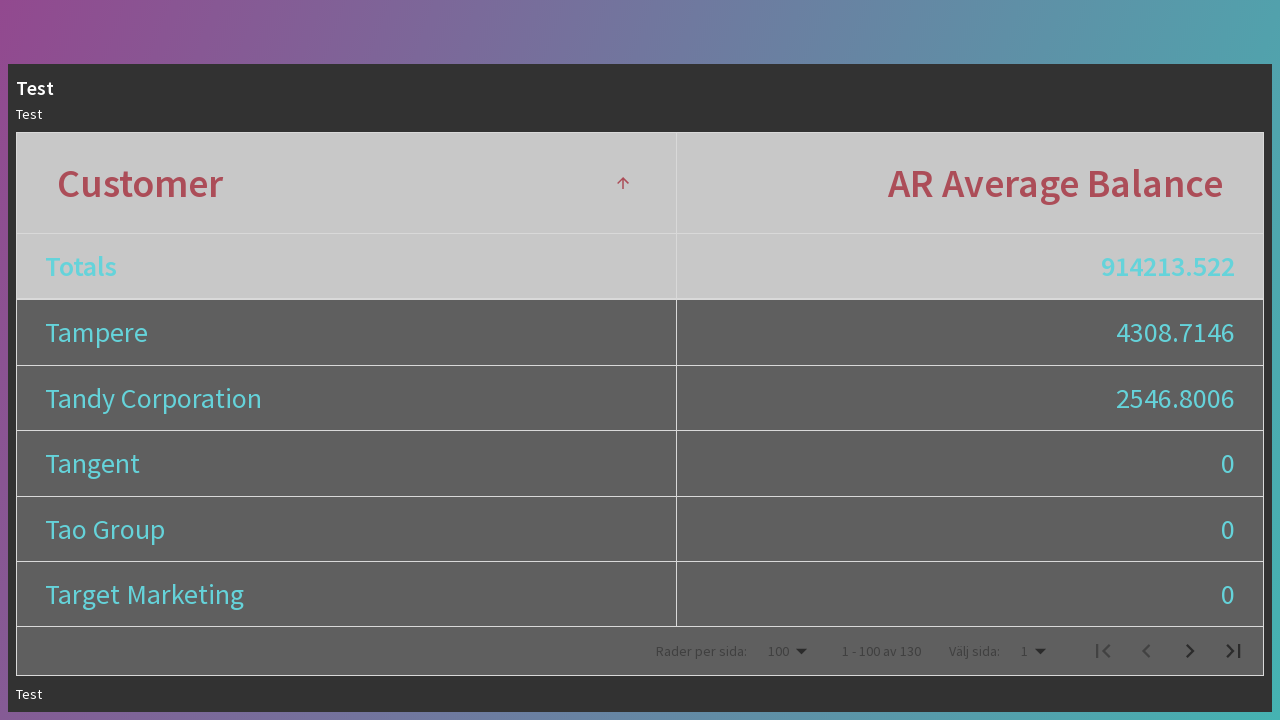 Test
Test
Customer AR Average Balance
Totals 914213.522
Tampere 4308.7146
Tandy Corporation 2546.8006
Tangent 0
Tao Group 0
Target Marketing 0
Rader per sida: 100 1 - 100 av 130 Välj sida: 1
Test